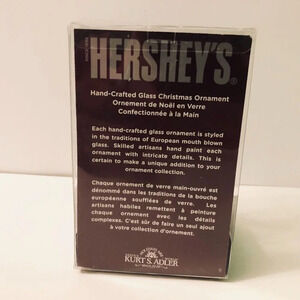 HERSHEY'S®
Hand-Crafted Glass Christmas Ornament
Ornement de Noël en Verre
Confectionnée à la Main
Each hand-crafted glass ornament is styled
in the traditions of European mouth blown
glass. Skilled artisans hand paint each
ornament with intricate details. This is
certain to make a unique addition to your
ornament collection.
Chaque ornement de verre main-ouvré est
dénommé dans les traditions de la bouche
européenne soufflées de verre. Les
artisans habiles remettent à peinture
chaque ornement avec les détails
complexes. C'est sûr de faire un seul ajout
à votre collection d'ornement.
KURT S. ADLER